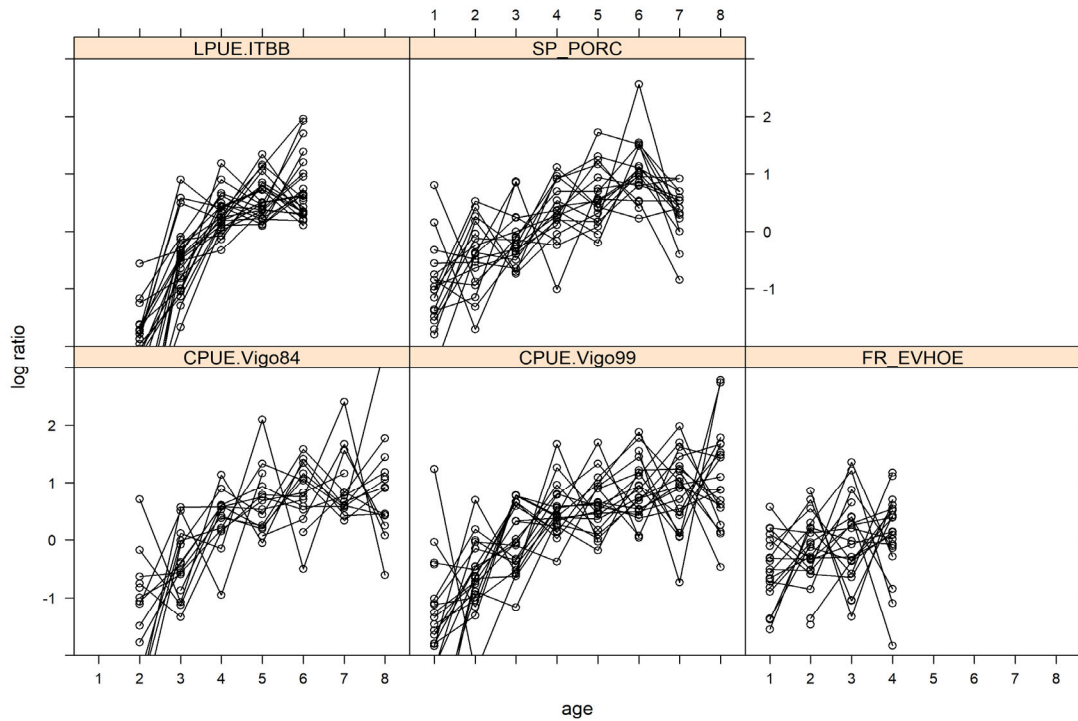 1 2 3 4 5 6 7 8
LPUE.ITBB SP_PORC
2
1
0
-1
log ratio
CPUE.Vigo84 CPUE.Vigo99 FR_EVHOE
2
1
0
-1
1 2 3 4 5 6 7 8 1 2 3 4 5 6 7 8
age